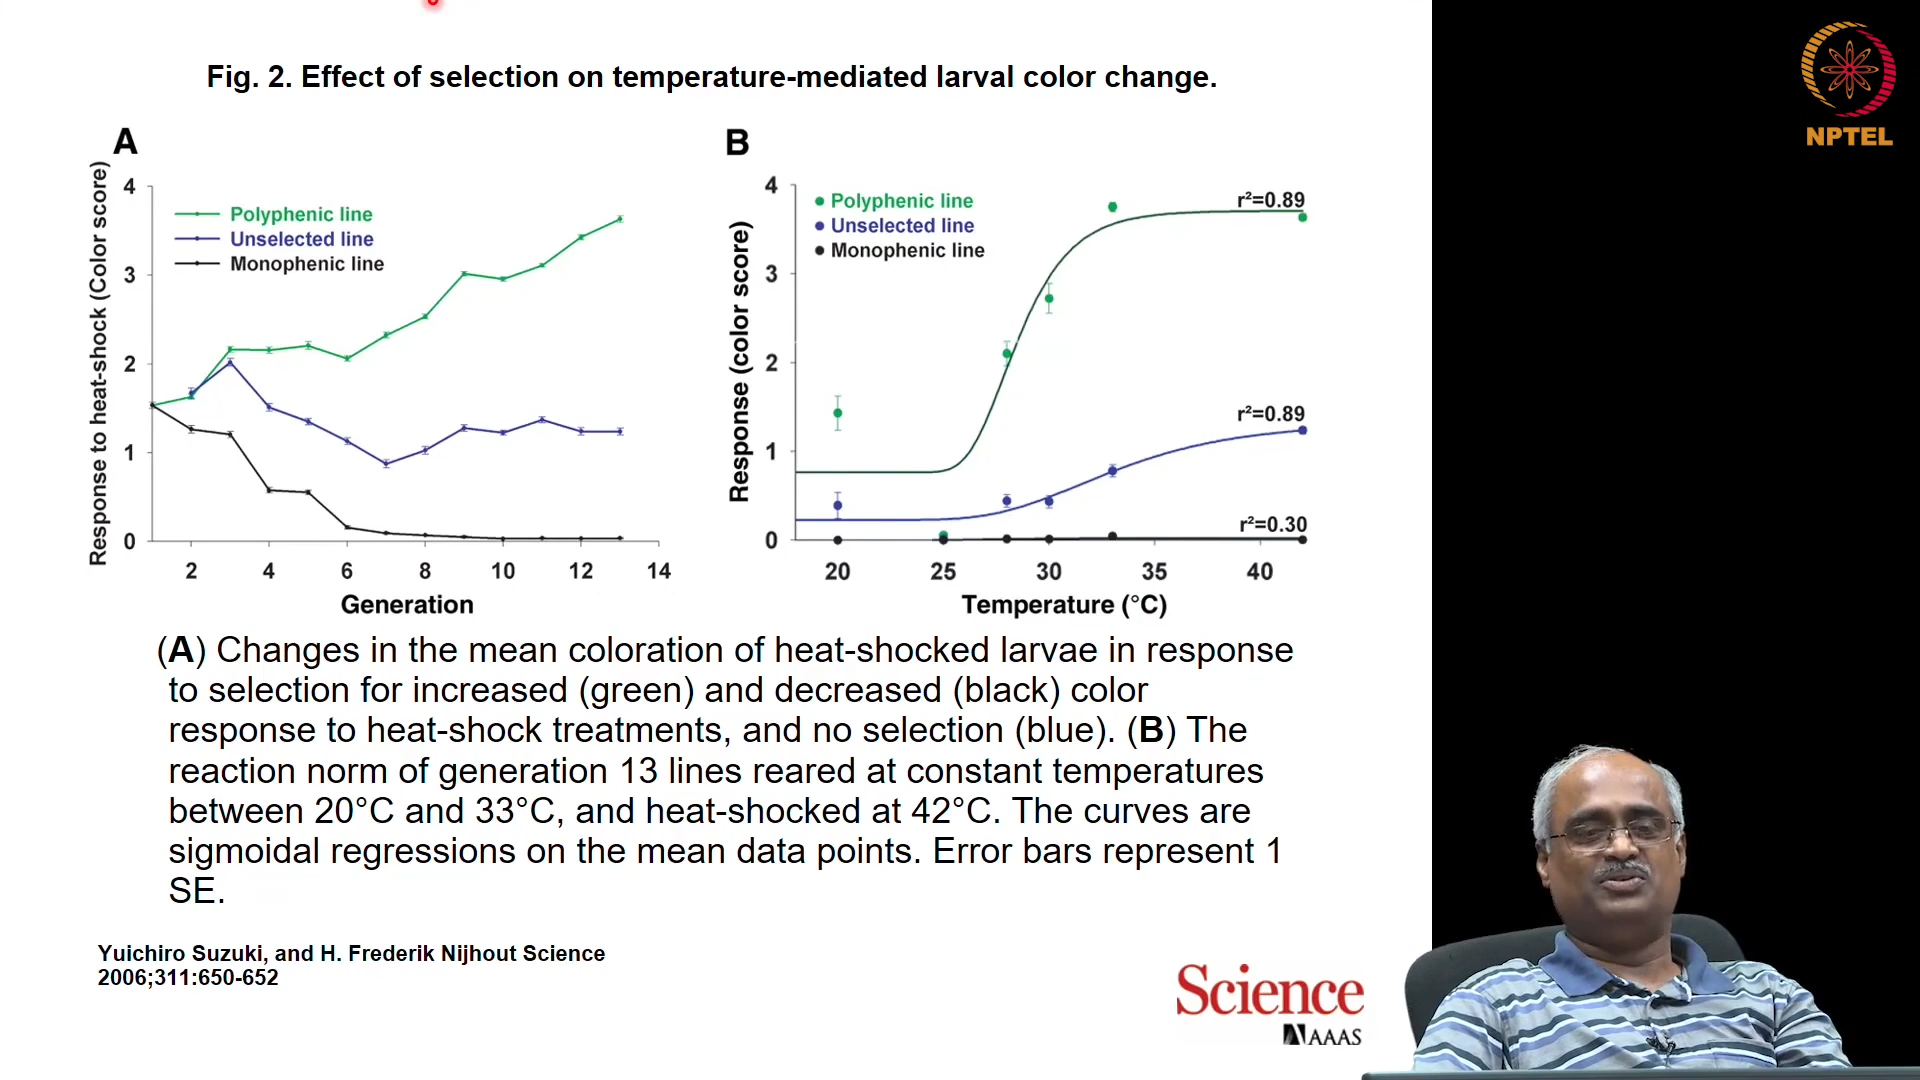 Fig. 2. Effect of selection on temperature-mediated larval color change.
NPTEL
A
Response to heat-shock (Color score)
4
3
2
1
0
Polyphenic line
Unselected line
Monophenic line
2 4 6 8 10 12 14
Generation
B
Response (color score)
4
3
2
1
0
Polyphenic line
Unselected line
Monophenic line
r²=0.89
r²=0.89
r²=0.30
20 25 30 35 40
Temperature (°C)
(A) Changes in the mean coloration of heat-shocked larvae in response
to selection for increased (green) and decreased (black) color
response to heat-shock treatments, and no selection (blue). (B) The
reaction norm of generation 13 lines reared at constant temperatures
between 20°C and 33°C, and heat-shocked at 42°C. The curves are
sigmoidal regressions on the mean data points. Error bars represent 1
SE.
Yuichiro Suzuki, and H. Frederik Nijhout Science
2006;311:650-652
Science
AAAS